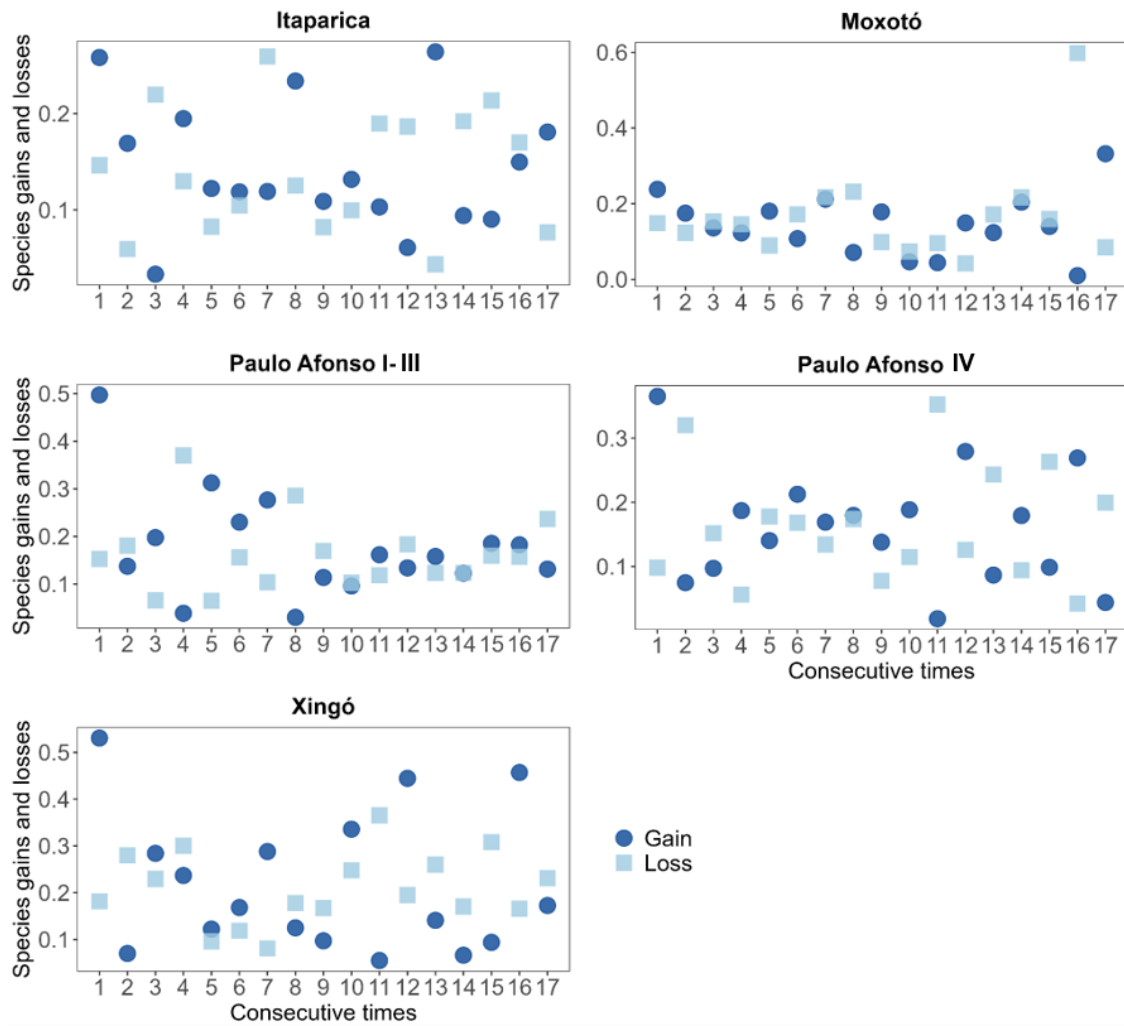 Itaparica
Species gains and losses
0.2
0.1
1 2 3 4 5 6 7 8 9 10 11 12 13 14 15 16 17
Moxotó
0.6
0.4
0.2
0.0
1 2 3 4 5 6 7 8 9 10 11 12 13 14 15 16 17
Paulo Afonso I-III
Species gains and losses
0.5
0.4
0.3
0.2
0.1
1 2 3 4 5 6 7 8 9 10 11 12 13 14 15 16 17
Paulo Afonso IV
0.3
0.2
0.1
1 2 3 4 5 6 7 8 9 10 11 12 13 14 15 16 17
Consecutive times
Xingó
Species gains and losses
0.5
0.4
0.3
0.2
0.1
1 2 3 4 5 6 7 8 9 10 11 12 13 14 15 16 17
Consecutive times
Gain
Loss